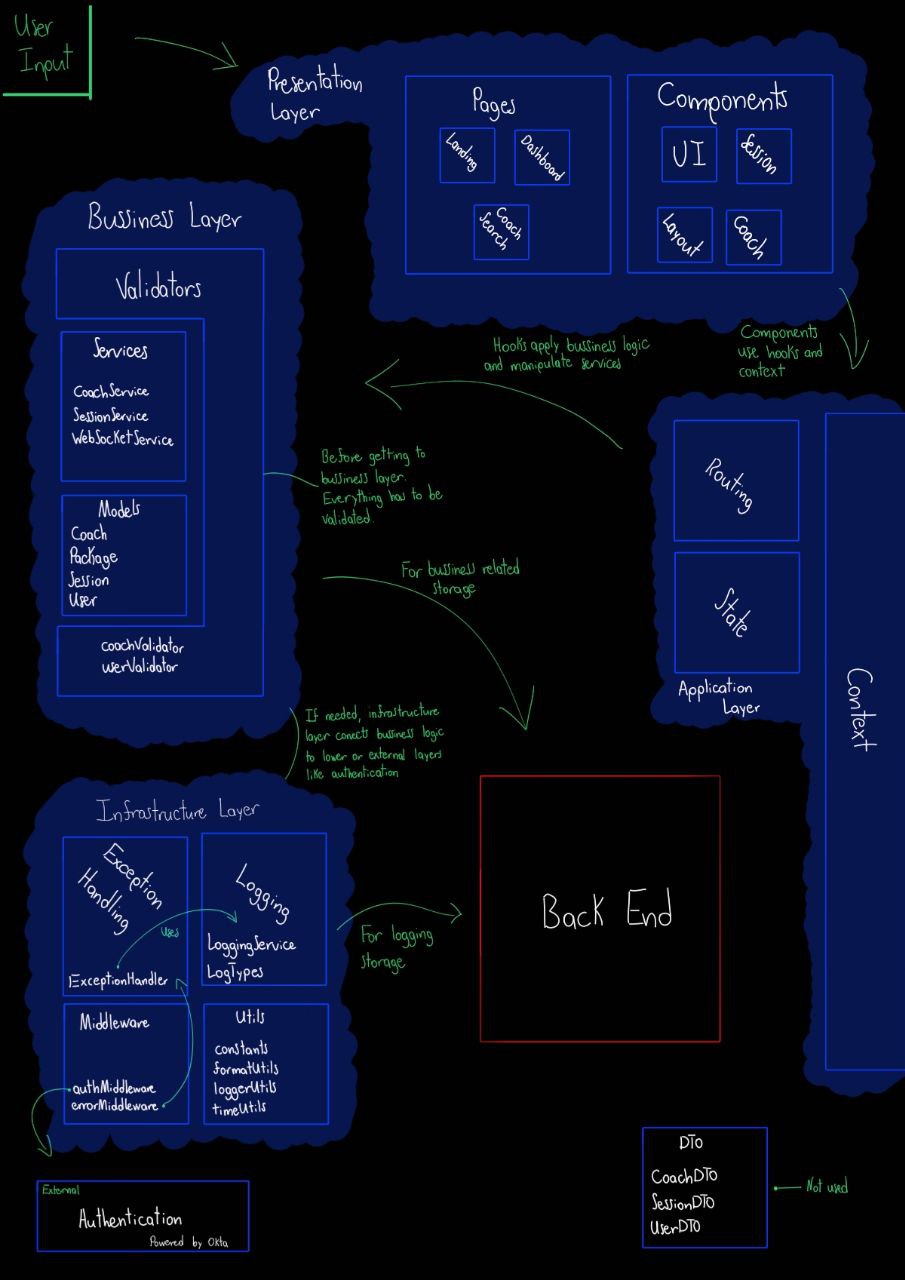 User
Input
Presentation
Layer
Pages
Landing
Dashboard
Coach
Search
Components
UI
Session
Layout
Coach
Components
use hooks and
context
Hooks apply bussiness logic
and manipulate services
Bussiness Layer
Validators
Services
CoachService
SessionService
WebSocketService
Models
Coach
Package
Session
User
coachValidator
userValidator
Before getting to
bussiness layer.
Everything has to be
validated.
For bussiness related
storage
Routing
State
Application
Layer
Context
If needed, infrastructure
layer conects business logic
to lower or external layers
like authentication
Infrastructure Layer
Exception
Handling
uses
ExceptionHandler
Logging
LoggingService
LogTypes
Middleware
authMiddleware
errorMiddleware
Utils
constants
formatUtils
loggerUtils
timeUtils
For logging
storage
Back End
External
Authentication
Powered by Okta
DTO
CoachDTO
SessionDTO
UserDTO
Not used